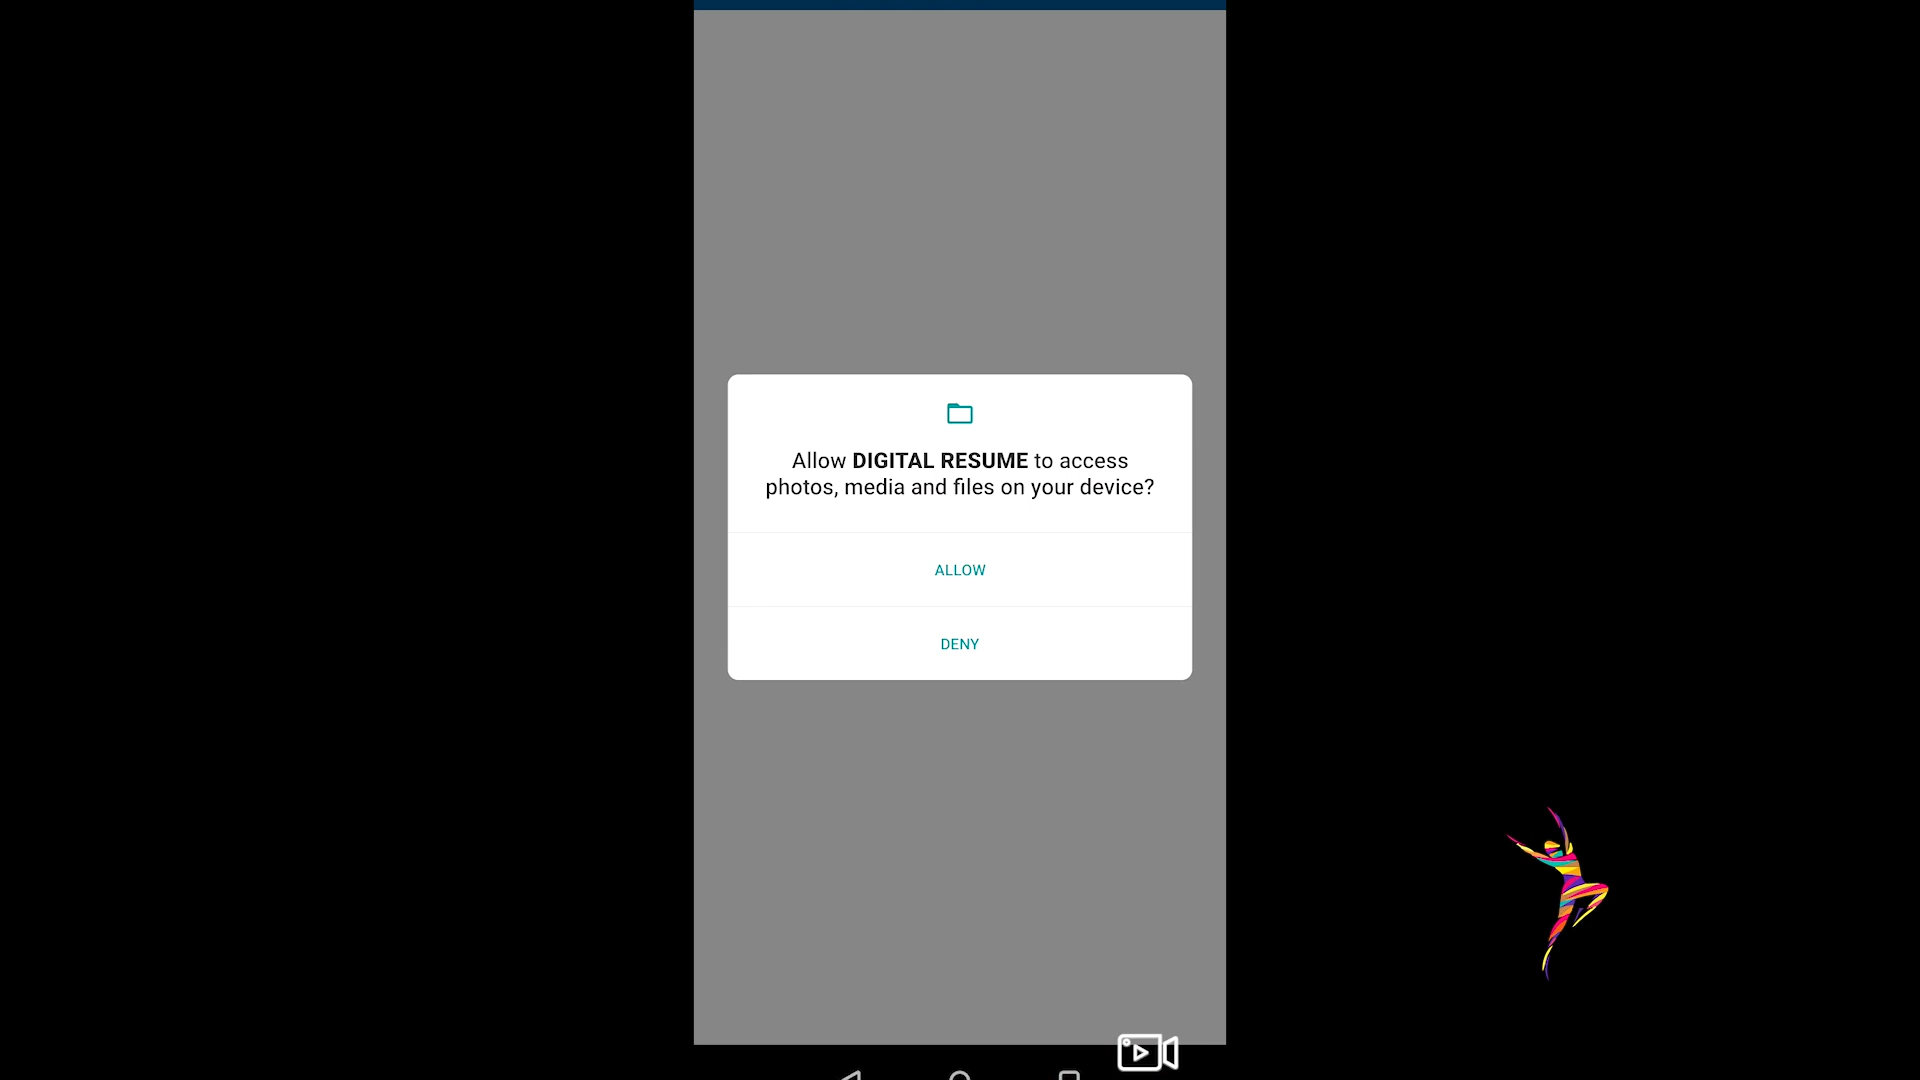 Allow DIGITAL RESUME to access
photos, media and files on your device?
ALLOW
DENY